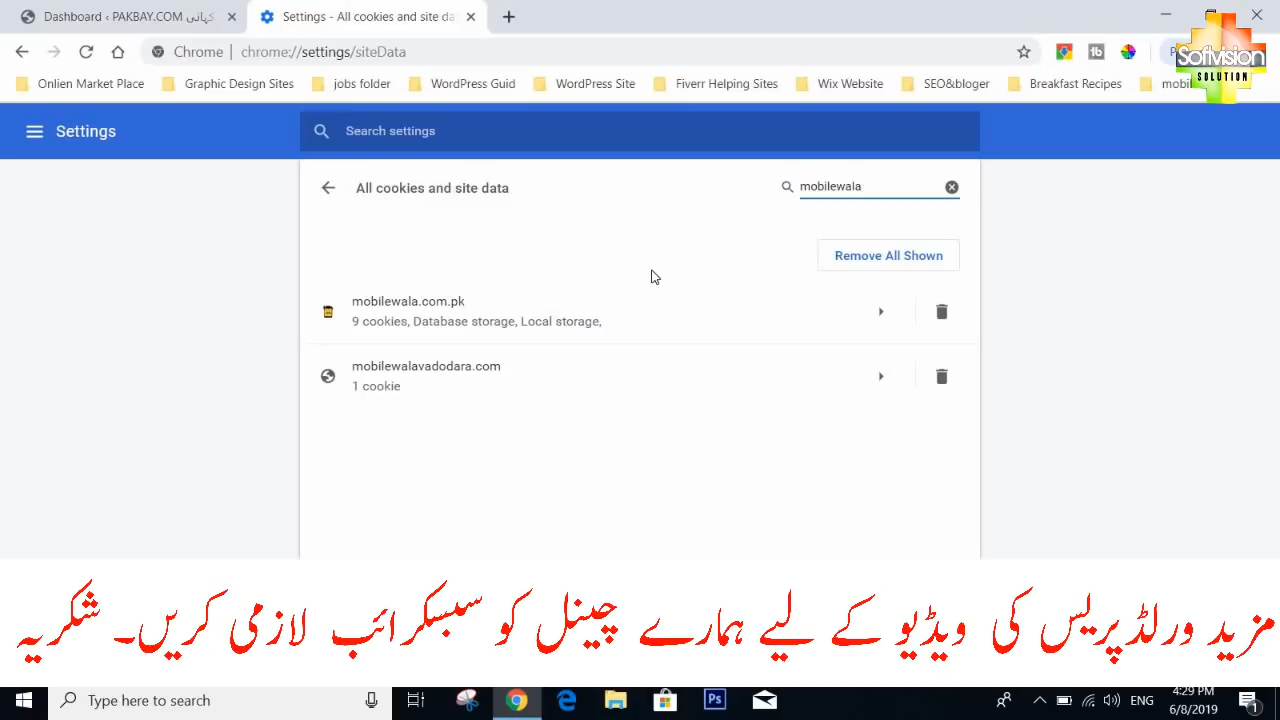 Dashboard ‹ PAKBAY.COM کہانی
Settings - All cookies and site da
Chrome
chrome://settings/siteData
Softvision
SOLUTION
Onlien Market Place
Graphic Design Sites
jobs folder
WordPress Guid
WordPress Site
Fiverr Helping Sites
Wix Website
SEO&bloger
Breakfast Recipes
Settings
Search settings
All cookies and site data
mobilewala
Remove All Shown
mobilewala.com.pk
9 cookies, Database storage, Local storage,
mobilewalavadodara.com
1 cookie
مزید ورلڈپریس کی ویڈیو کے لیے ہمارے چینل کو سبسکرائب لازمی کریں۔ شکریہ
Type here to search
ENG
4:29 PM
6/8/2019